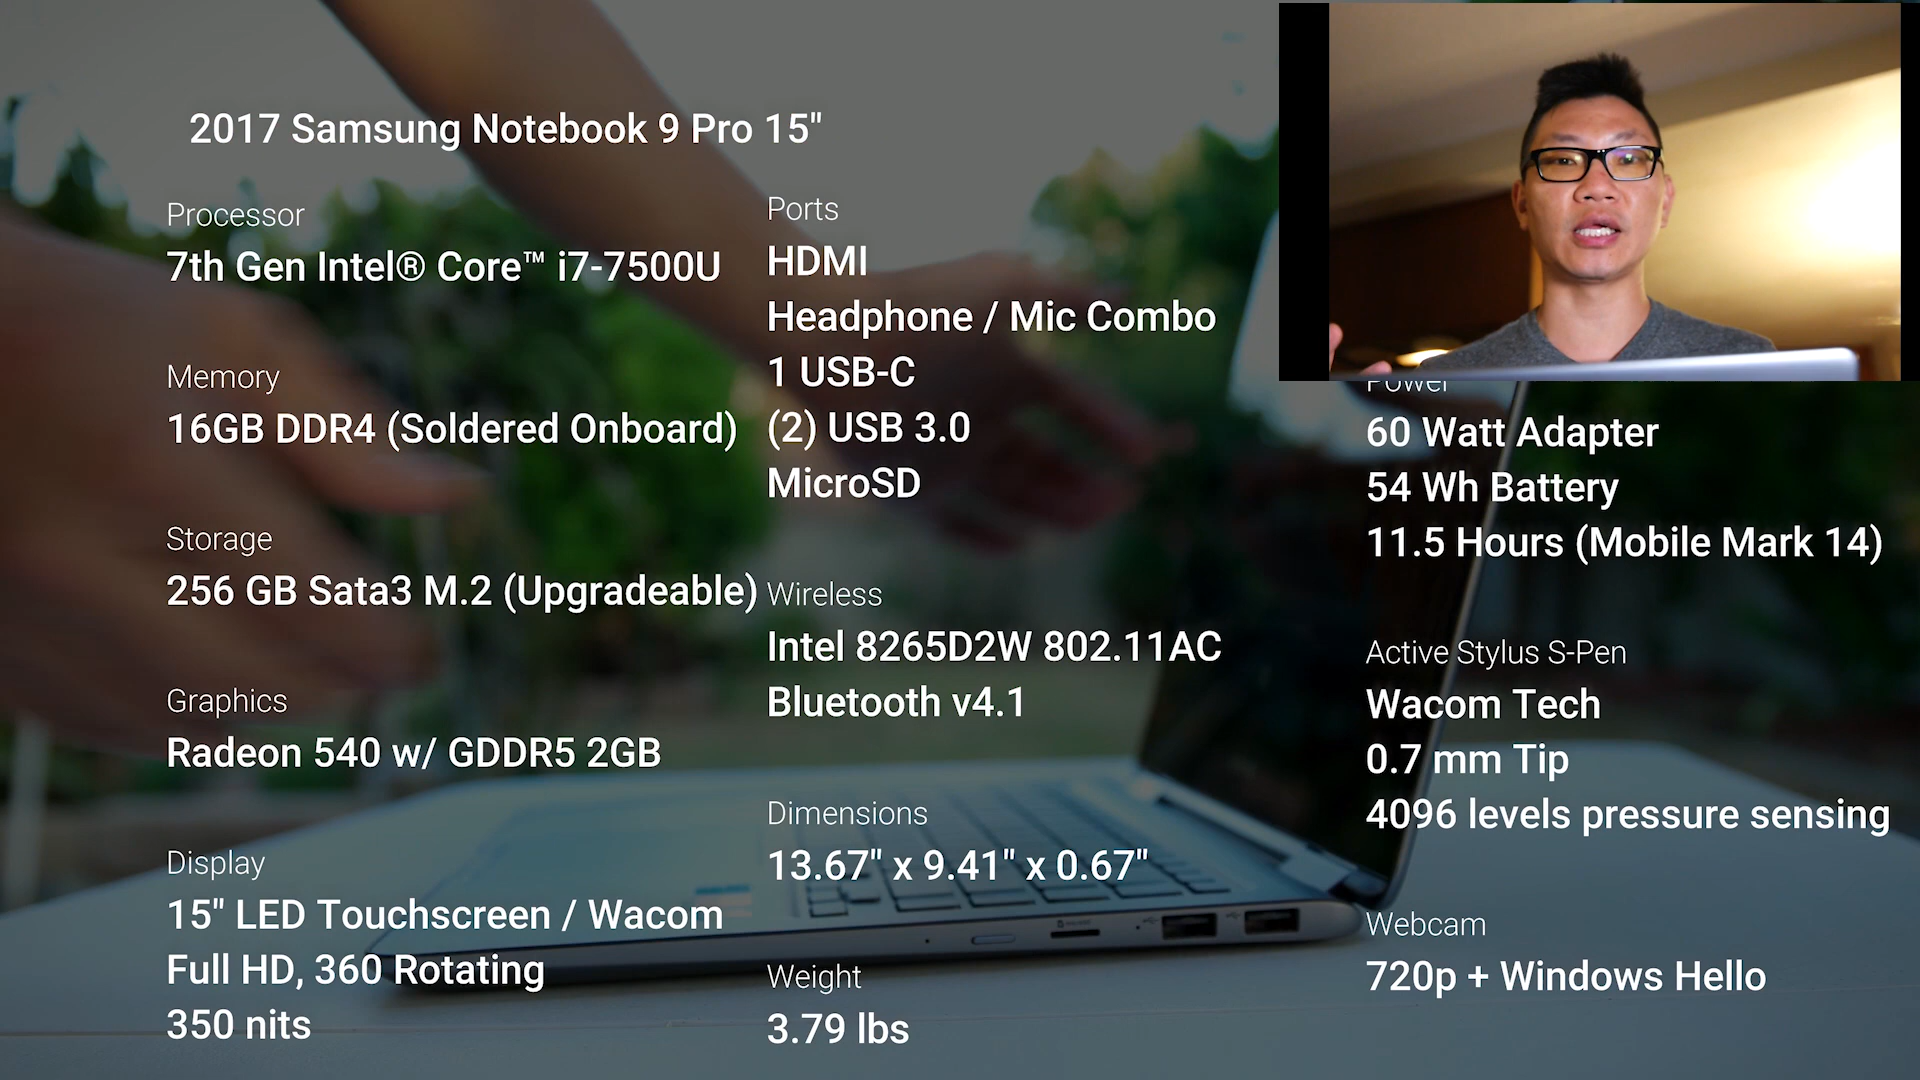 2017 Samsung Notebook 9 Pro 15"
Processor
7th Gen Intel® Core™ i7-7500U
Memory
16GB DDR4 (Soldered Onboard)
Storage
256 GB Sata3 M.2 (Upgradeable)
Graphics
Radeon 540 w/ GDDR5 2GB
Display
15" LED Touchscreen / Wacom
Full HD, 360 Rotating
350 nits
Ports
HDMI
Headphone / Mic Combo
1 USB-C
(2) USB 3.0
MicroSD
Wireless
Intel 8265D2W 802.11AC
Bluetooth v4.1
Dimensions
13.67" x 9.41" x 0.67"
Weight
3.79 lbs
Power
60 Watt Adapter
54 Wh Battery
11.5 Hours (Mobile Mark 14)
Active Stylus S-Pen
Wacom Tech
0.7 mm Tip
4096 levels pressure sensing
Webcam
720p + Windows Hello